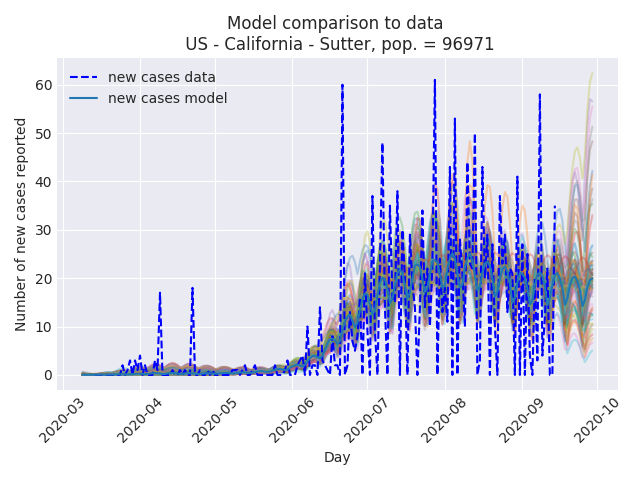 Model comparison to data
US - California - Sutter, pop. = 96971
new cases data
new cases model
Number of new cases reported
60
50
40
30
20
10
0
2020-03
2020-04
2020-05
2020-06
2020-07
2020-08
2020-09
2020-10
Day